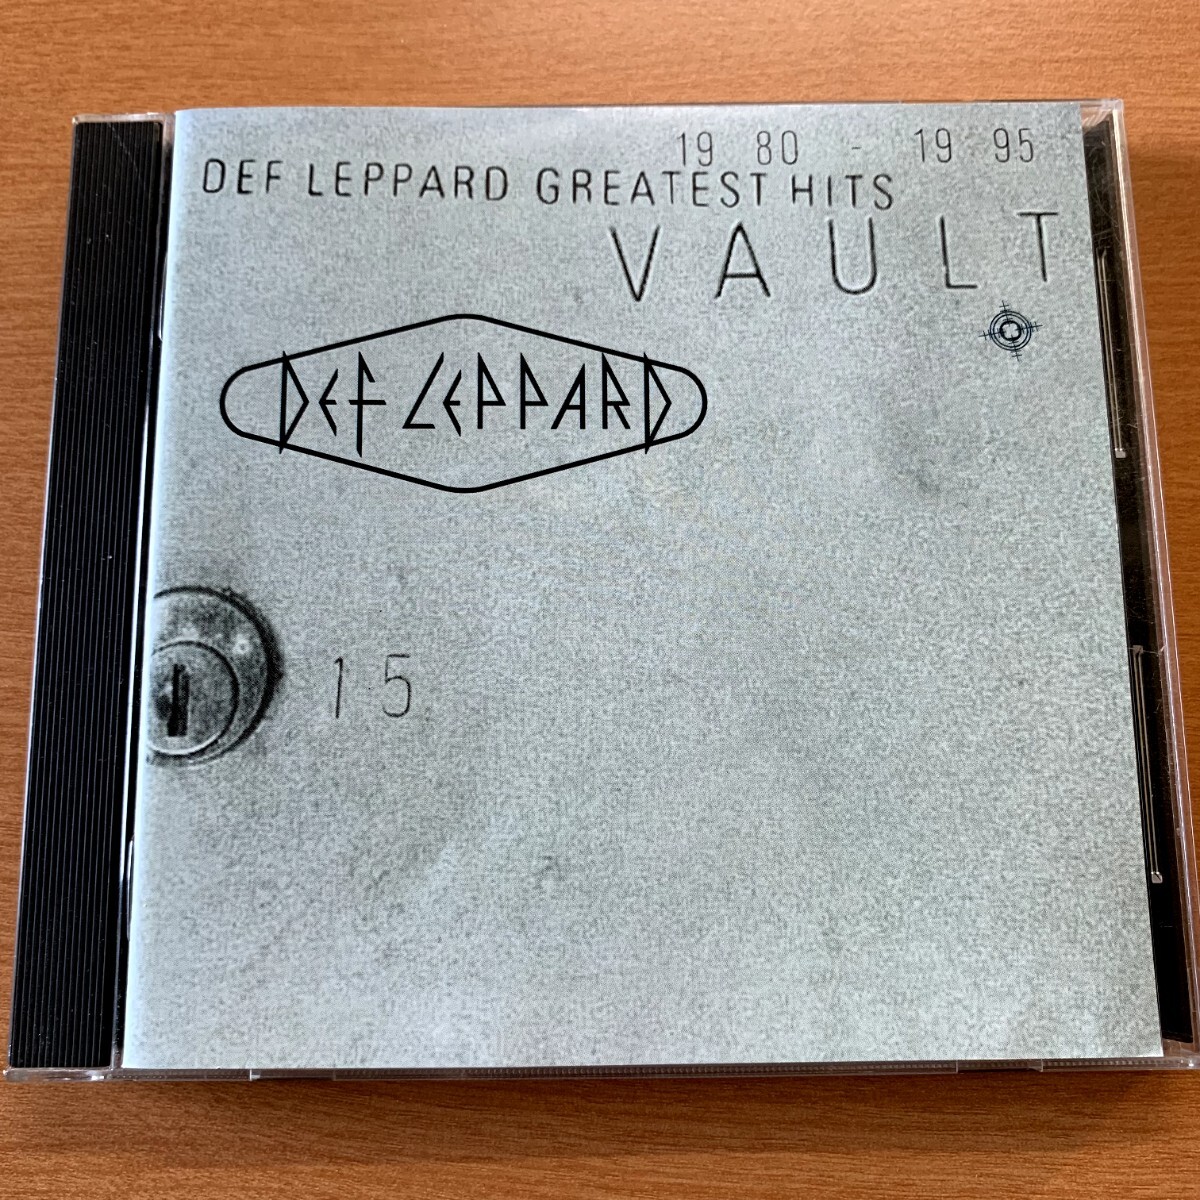 19 80 - 19 95
DEF LEPPARD GREATEST HITS
VAULT
DEF LEPPARD
15